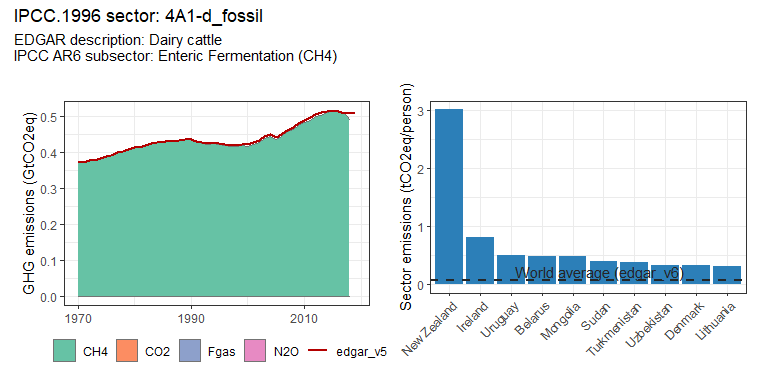 IPCC.1996 sector: 4A1-d_fossil
EDGAR description: Dairy cattle
IPCC AR6 subsector: Enteric Fermentation (CH4)
GHG emissions (GtCO2eq)
0.5
0.4
0.3
0.2
0.1
0.0
1970
1990
2010
CH4
CO2
Fgas
N2O
edgar_v5
Sector emissions (tCO2eq/person)
3
2
1
0
World average (edgar_v6)
New Zealand
Ireland
Uruguay
Belarus
Mongolia
Sudan
Turkmenistan
Uzbekistan
Denmark
Lithuania